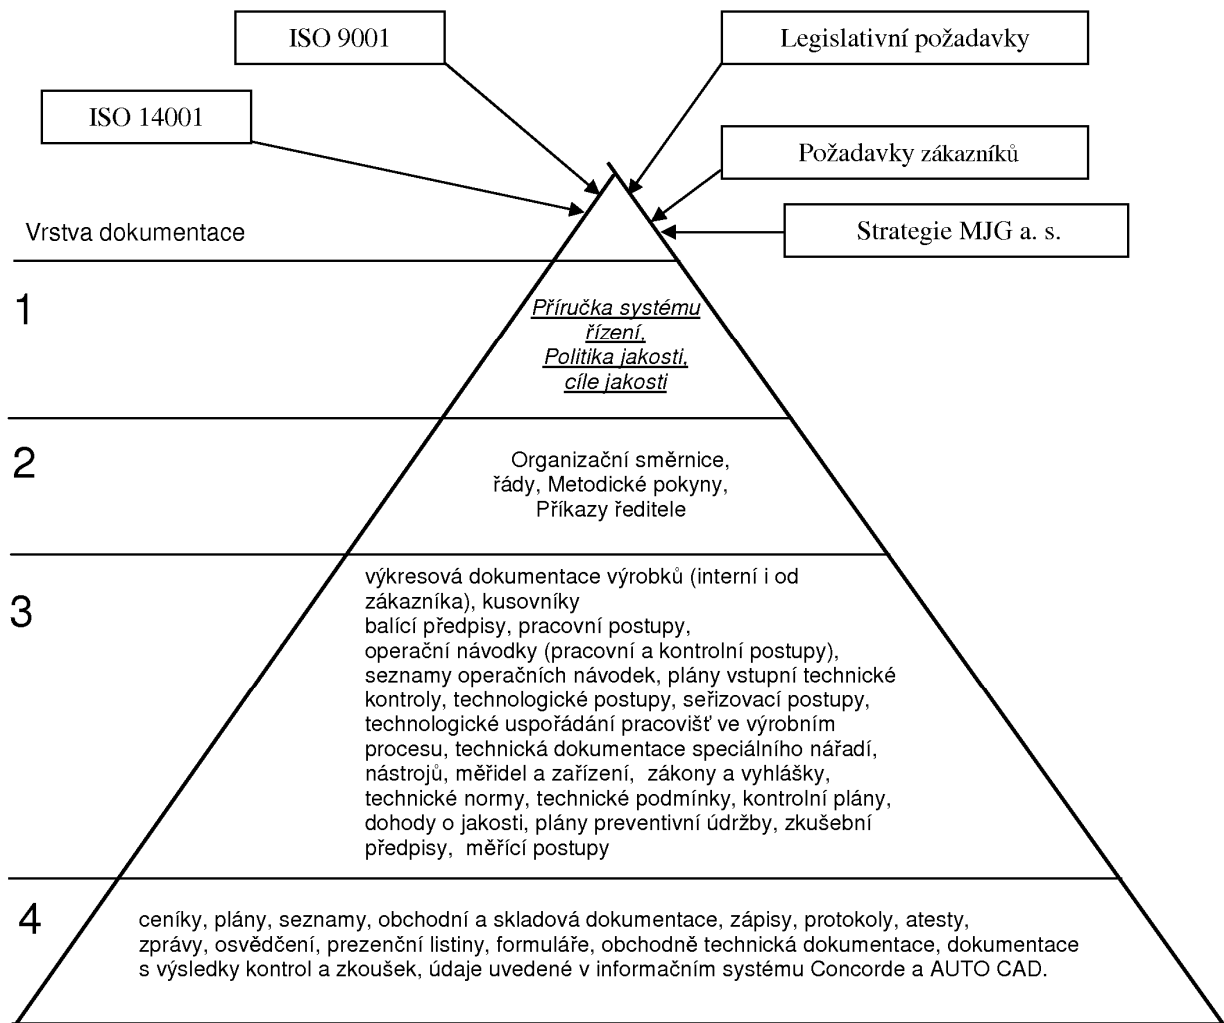 ISO 9001
Legislativní požadavky
ISO 14001
Požadavky zákazníků
Strategie MJG a. s.
Vrstva dokumentace
1
Příručka systému
řízení,
Politika jakosti,
cíle jakosti
2
Organizační směrnice,
řády, Metodické pokyny,
Příkazy ředitele
3
výkresová dokumentace výrobků (interní i od
zákazníka), kusovníky
balící předpisy, pracovní postupy,
operační návodky (pracovní a kontrolní postupy),
seznamy operačních návodek, plány vstupní technické
kontroly, technologické postupy, seřizovací postupy,
technologické uspořádání pracovišť ve výrobním
procesu, technická dokumentace speciálního nářadí,
nástrojů, měřidel a zařízení, zákony a vyhlášky,
technické normy, technické podmínky, kontrolní plány,
dohody o jakosti, plány preventivní údržby, zkušební
předpisy, měřící postupy
4
ceníky, plány, seznamy, obchodní a skladová dokumentace, zápisy, protokoly, atesty,
zprávy, osvědčení, prezenční listiny, formuláře, obchodně technická dokumentace, dokumentace
s výsledky kontrol a zkoušek, údaje uvedené v informačním systému Concorde a AUTO CAD.